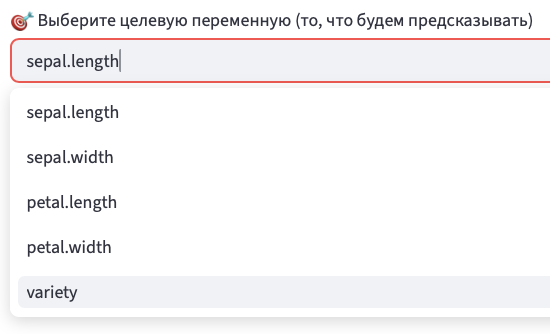 🎯 Выберите целевую переменную (то, что будем предсказывать)
sepal.length
sepal.length
sepal.width
petal.length
petal.width
variety